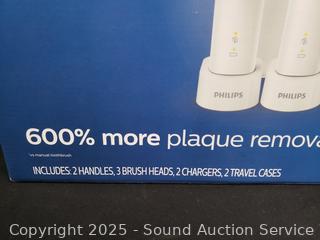 PHILIPS PHILIPS
600% more plaque remova
*vs manual toothbrush
INCLUDES: 2 HANDLES, 3 BRUSH HEADS, 2 CHARGERS, 2 TRAVEL CASES
Copyright © 2025 - Sound Auction Service